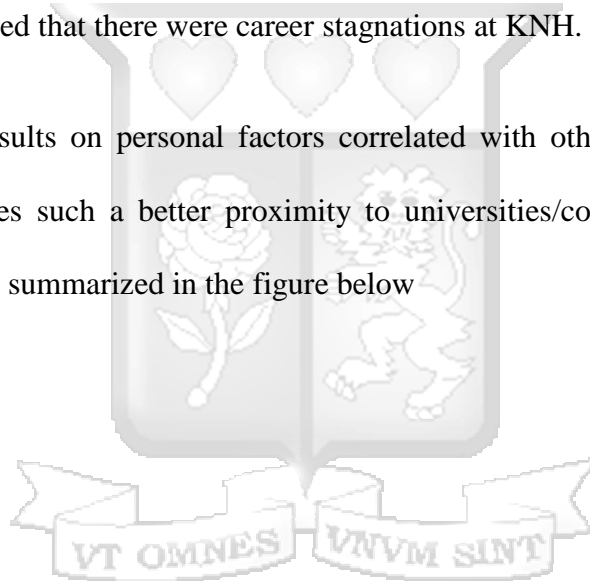 ed that there were career stagnations at KNH.
sults on personal factors correlated with oth
es such a better proximity to universities/co
summarized in the figure below
VT OMNES VNVM SINT